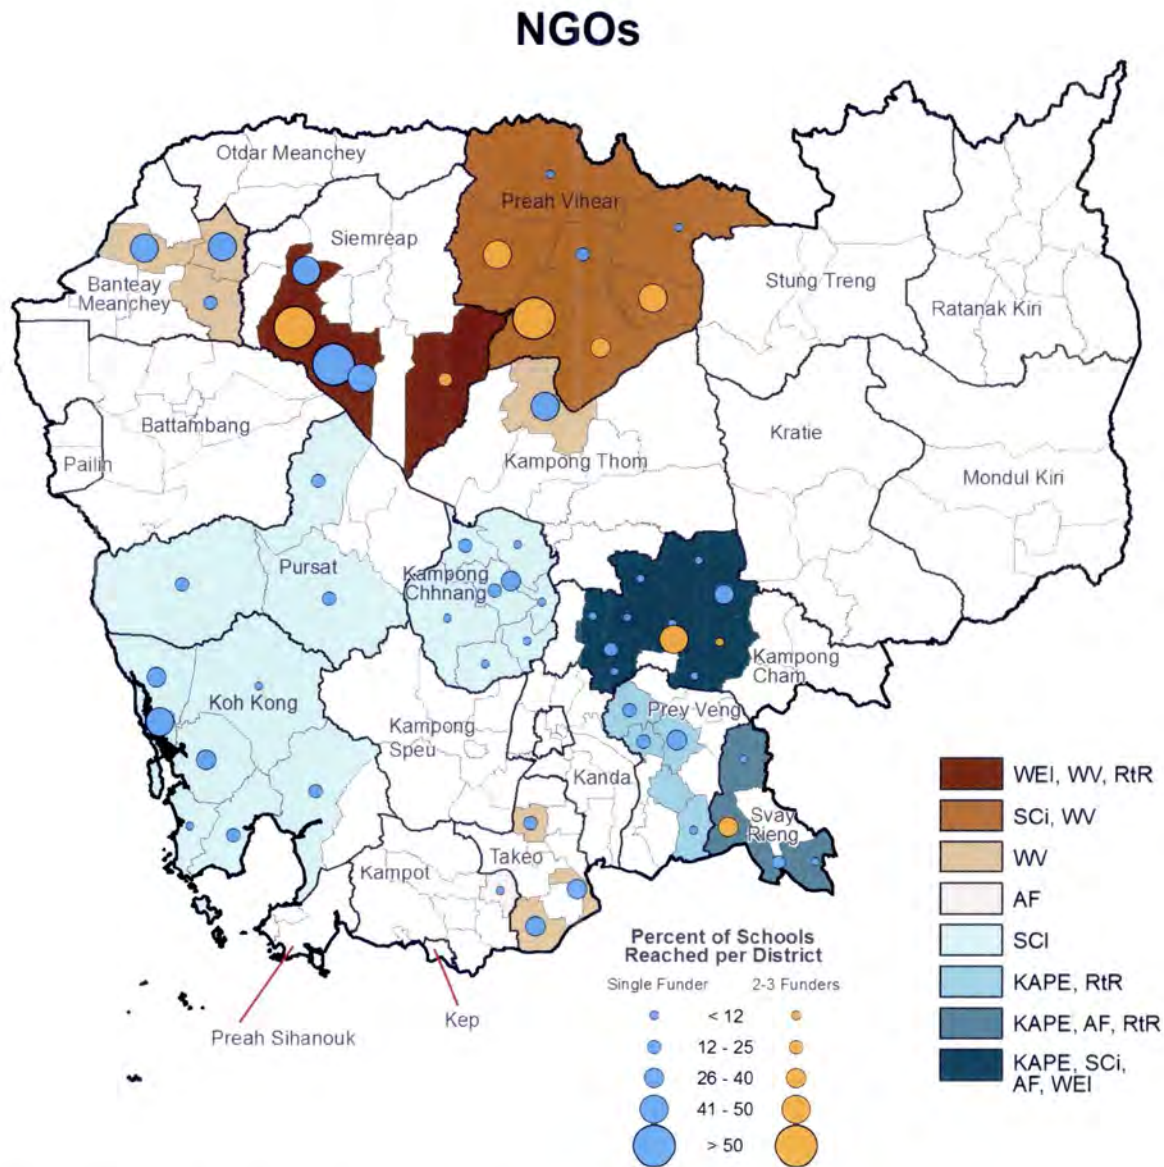 NGOs
Otdar Meanchey
Preah Vihear
Siemreap
Banteay
Meanchey
Stung Treng
Ratanak Kiri
Battambang
Pailin
Kampong Thom
Kratie
Mondul Kiri
Pursat
Kampong
Chhnang
Kampong
Cham
Koh Kong
Kampong
Speu
Prey Veng
Kanda
Svay
Rieng
Takeo
Kampot
Preah Sihanouk
Kep
WEI, WV, RtR
SCi, WV
WV
AF
SCI
KAPE, RtR
KAPE, AF, RtR
KAPE, SCi,
AF, WEI
Percent of Schools
Reached per District
Single Funder 2-3 Funders
< 12
12 - 25
26 - 40
41 - 50
> 50